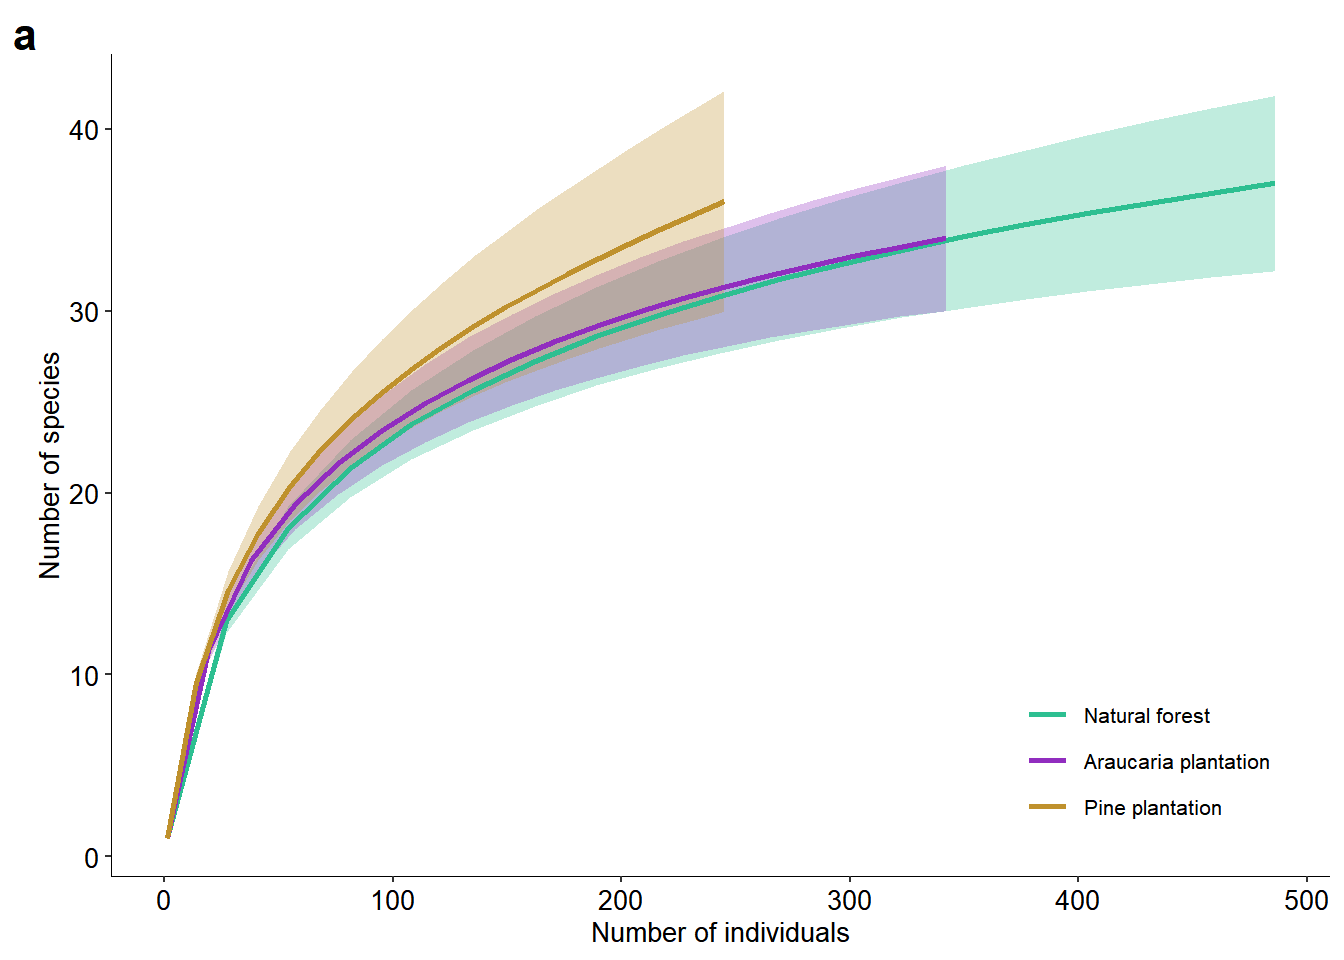 a
40
30
20
10
0
Number of species
Natural forest
Araucaria plantation
Pine plantation
0 100 200 300 400 500
Number of individuals